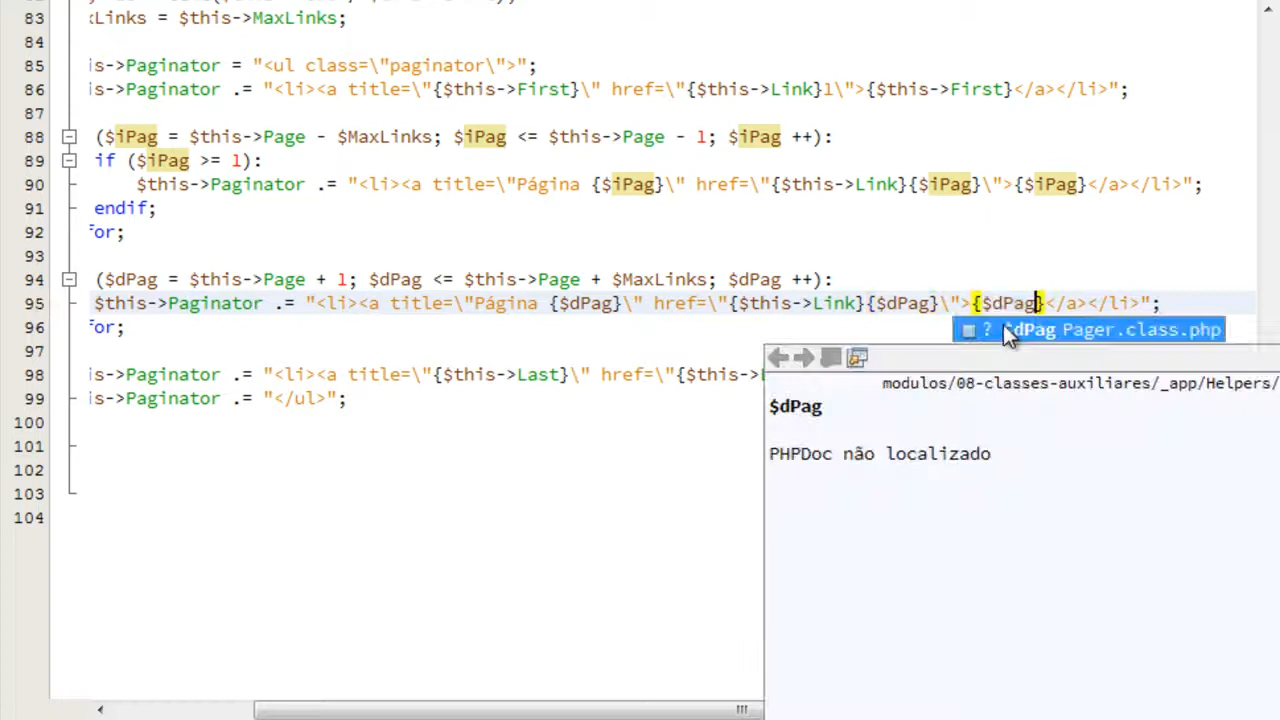 83 kLinks = $this->MaxLinks;
84
85 is->Paginator = "<ul class=\"paginator\">";
86 is->Paginator .= "<li><a title=\"{$this->First}\" href=\"{$this->Link}1\">{$this->First}</a></li>";
87
88 ($iPag = $this->Page - $MaxLinks; $iPag <= $this->Page - 1; $iPag ++):
89 if ($iPag >= 1):
90 $this->Paginator .= "<li><a title=\"Página {$iPag}\" href=\"{$this->Link}{$iPag}\">{$iPag}</a></li>";
91 endif;
92 for;
93
94 ($dPag = $this->Page + 1; $dPag <= $this->Page + $MaxLinks; $dPag ++):
95 $this->Paginator .= "<li><a title=\"Página {$dPag}\" href=\"{$this->Link}{$dPag}\">{$dPag}</a></li>";
96 for;
? $dPag Pager.class.php
97
98 is->Paginator .= "<li><a title=\"{$this->Last}\" href=\"{$this->
99 is->Paginator .= "</ul>";
modulos/08-classes-auxiliares/_app/Helpers/
100
$dPag
101
PHPDoc não localizado
102
103
104